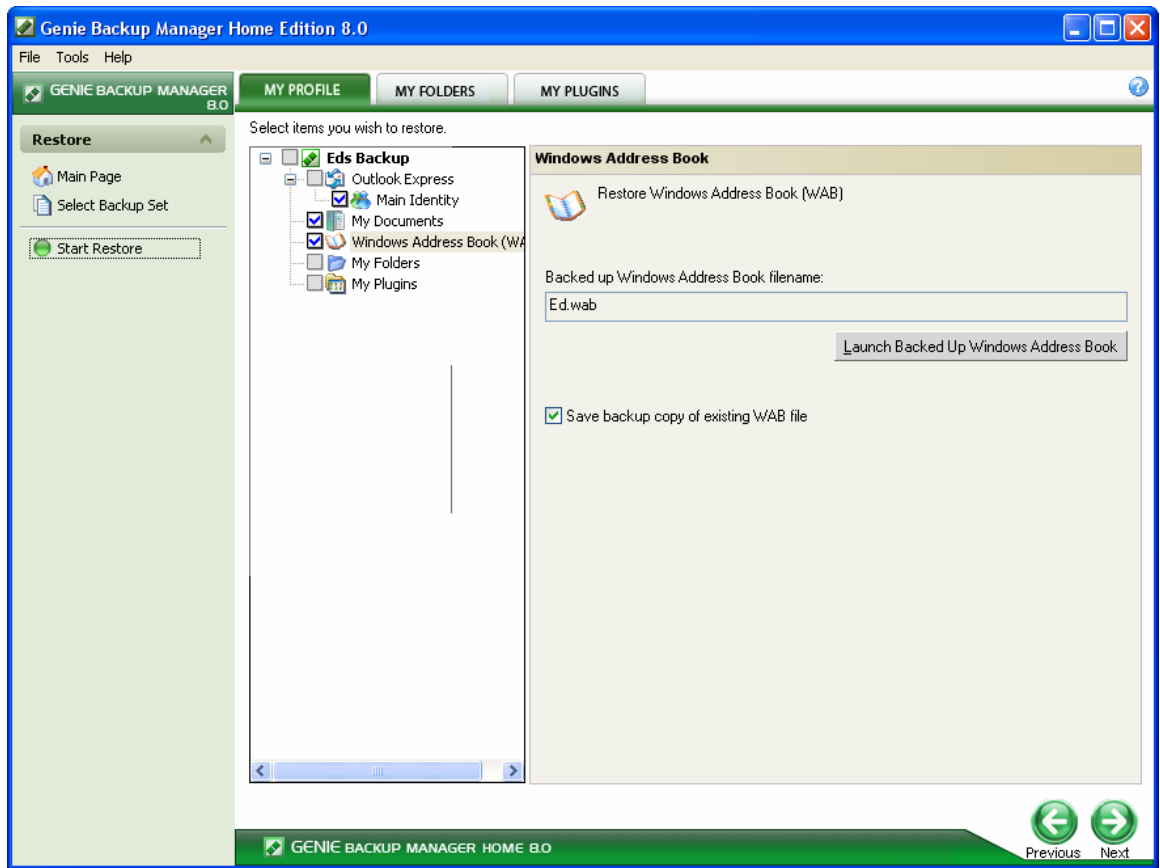 Genie Backup Manager Home Edition 8.0
File Tools Help
GENIE BACKUP MANAGER
8.0
MY PROFILE
MY FOLDERS
MY PLUGINS
Restore
Main Page
Select Backup Set
Start Restore
Select items you wish to restore.
Eds Backup
Outlook Express
Main Identity
My Documents
Windows Address Book (WA
My Folders
My Plugins
Windows Address Book
Restore Windows Address Book (WAB)
Backed up Windows Address Book filename:
Ed.wab
Launch Backed Up Windows Address Book
Save backup copy of existing WAB file
GENIE BACKUP MANAGER HOME 8.0
Previous
Next